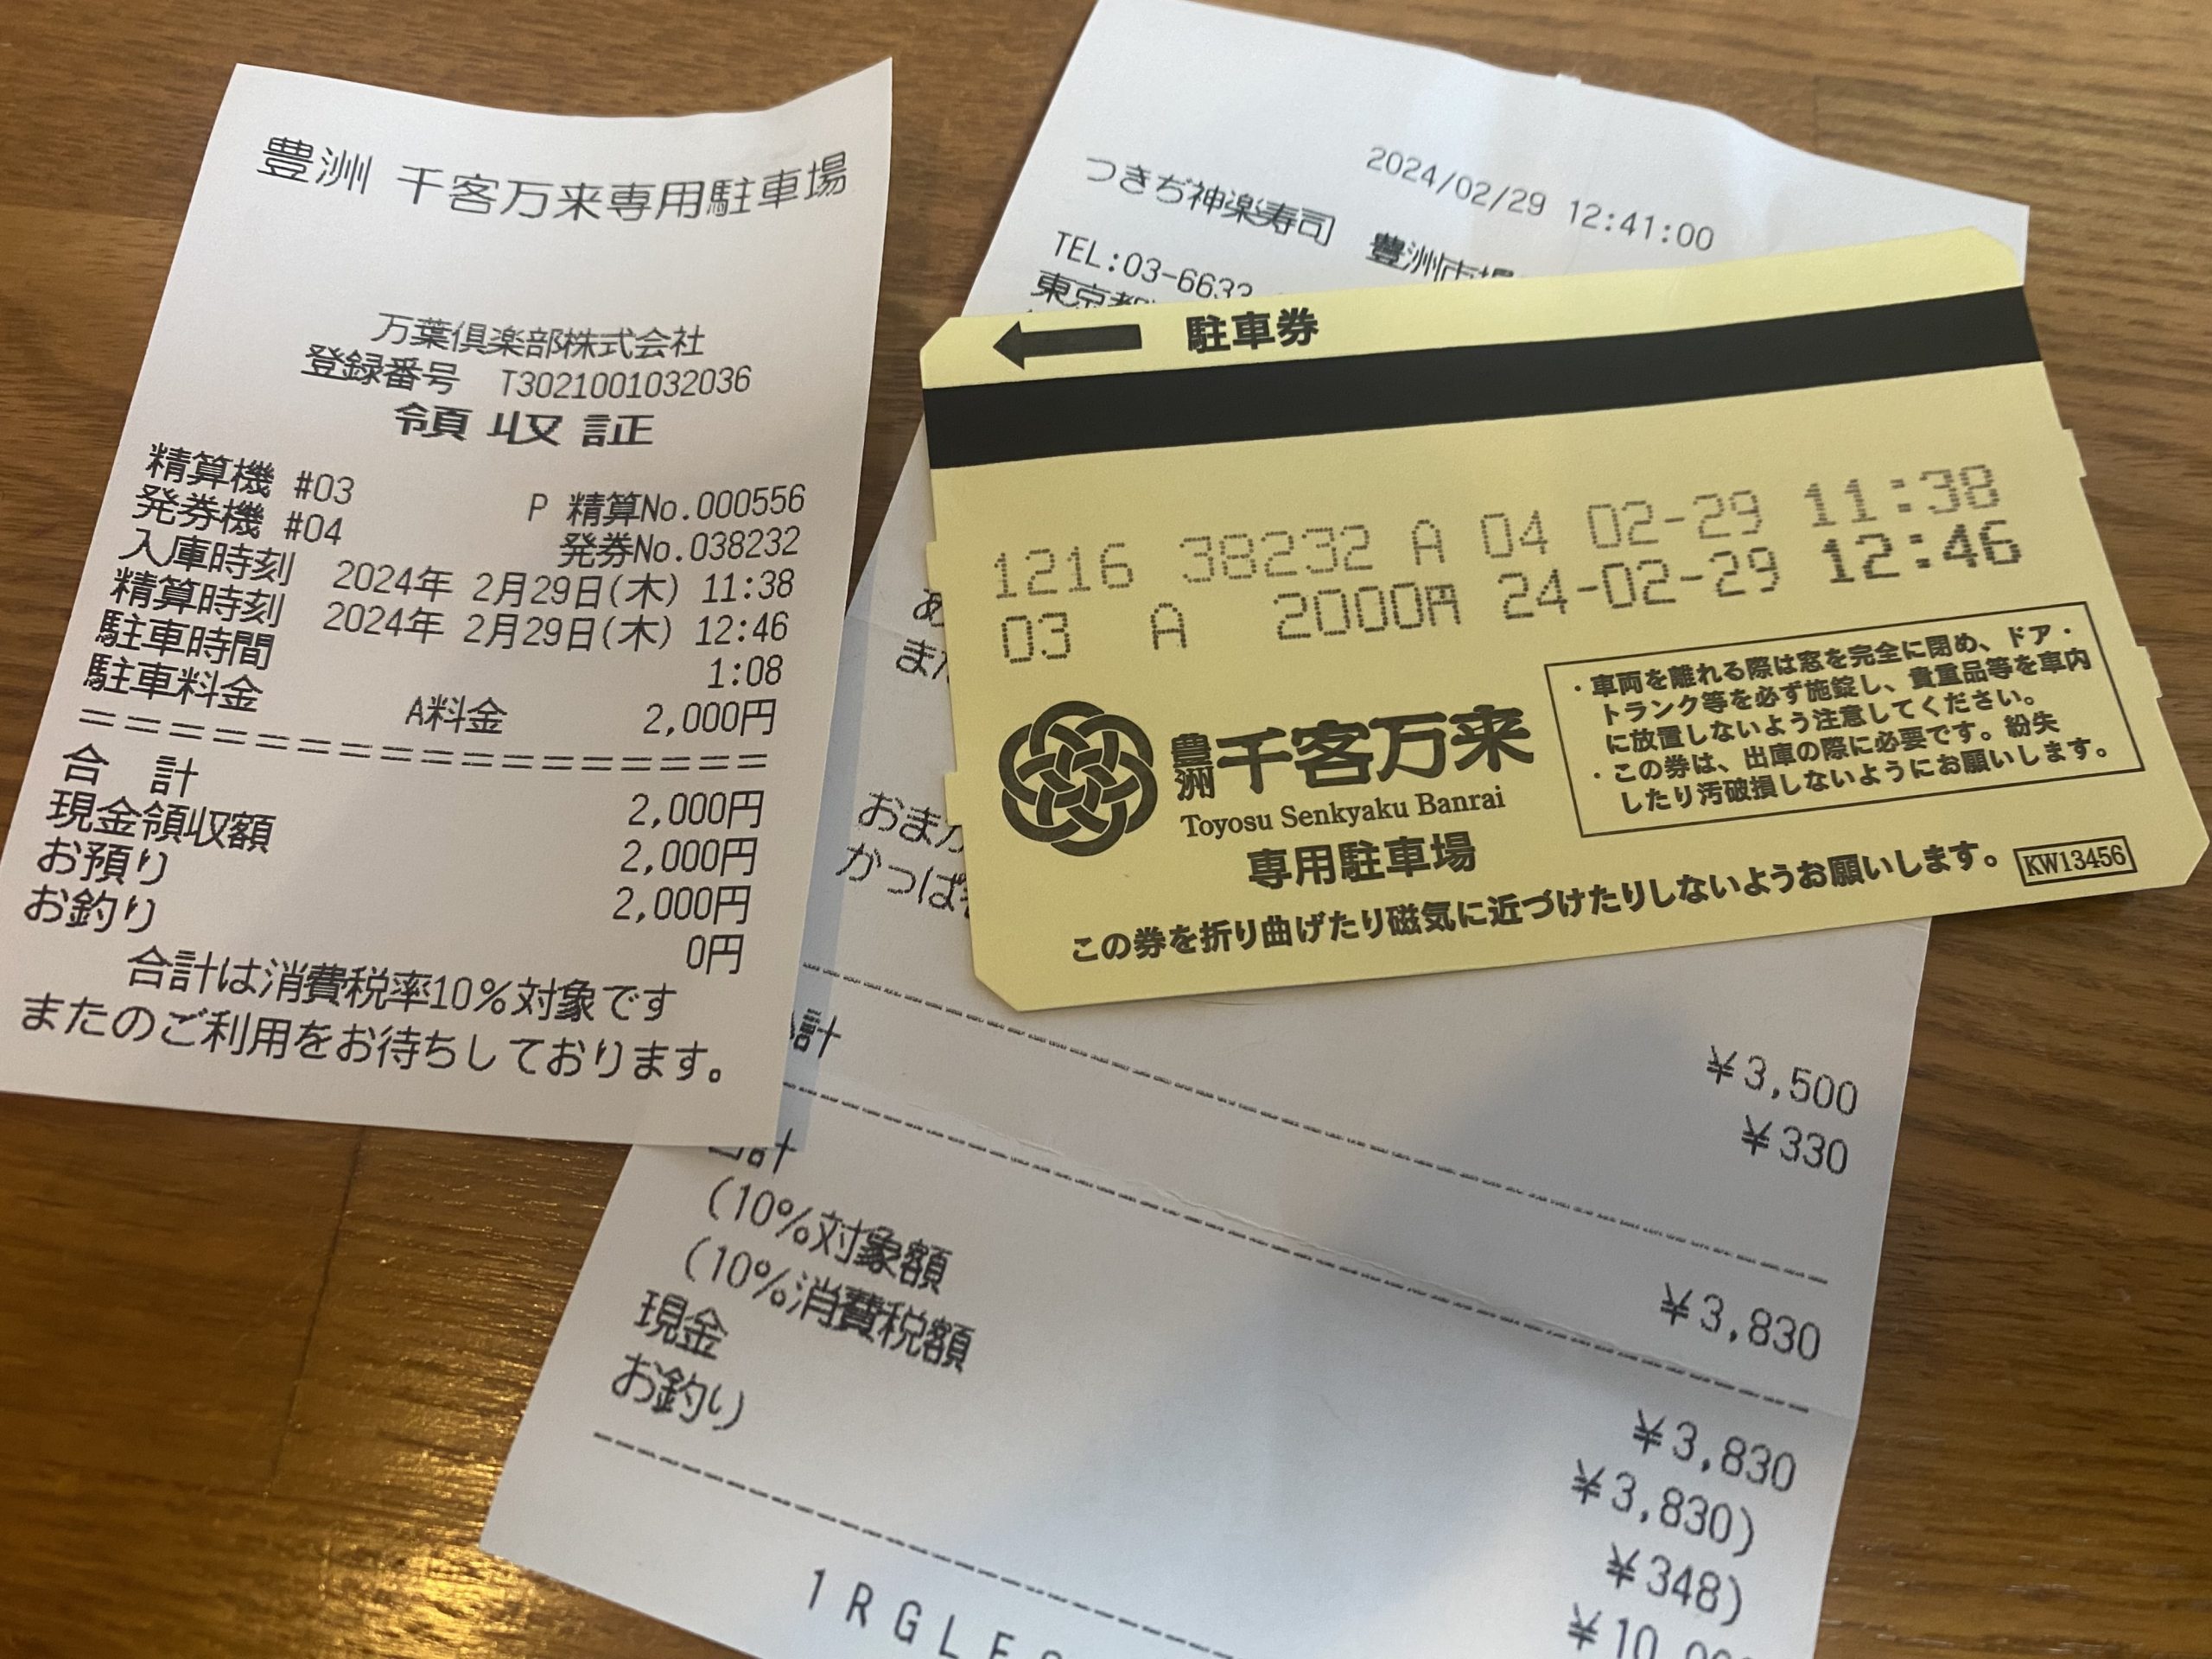 豊洲 千客万来専用駐車場
万葉倶楽部株式会社
登録番号 T3021001032036
領収証
精算機 #03 P 精算No.000556
発券機 #04 発券No.038232
入庫時刻 2024年 2月29日(木) 11:38
精算時刻 2024年 2月29日(木) 12:46
駐車時間 1:08
駐車料金 A料金 2,000円
==================
合 計 2,000円
現金領収額 2,000円
お預り 2,000円
お釣り 0円
合計は消費税率10%対象です
またのご利用をお待ちしております。
2024/02/29 12:41:00
つきぢ神楽寿司 豊洲市場
TEL:03-6633
東京都
おまか
かっぱ
¥3,500
¥330
計 ¥3,830
計 ¥3,830
(10%対象額 ¥3,830)
(10%消費税額 ¥348)
現金 ¥10,00
お釣り
1RGLE
駐車券
1216 38232 A 04 02-29 11:38
03 A 2000円 24-02-29 12:46
豊洲 千客万来
Toyosu Senkyaku Banrai
専用駐車場
・車両を離れる際は窓を完全に閉め、ドア・
トランク等を必ず施錠し、貴重品等を車内
に放置しないよう注意してください。
・この券は、出庫の際に必要です。紛失
したり汚破損しないようにお願いします。
この券を折り曲げたり磁気に近づけたりしないようお願いします。
KW13456